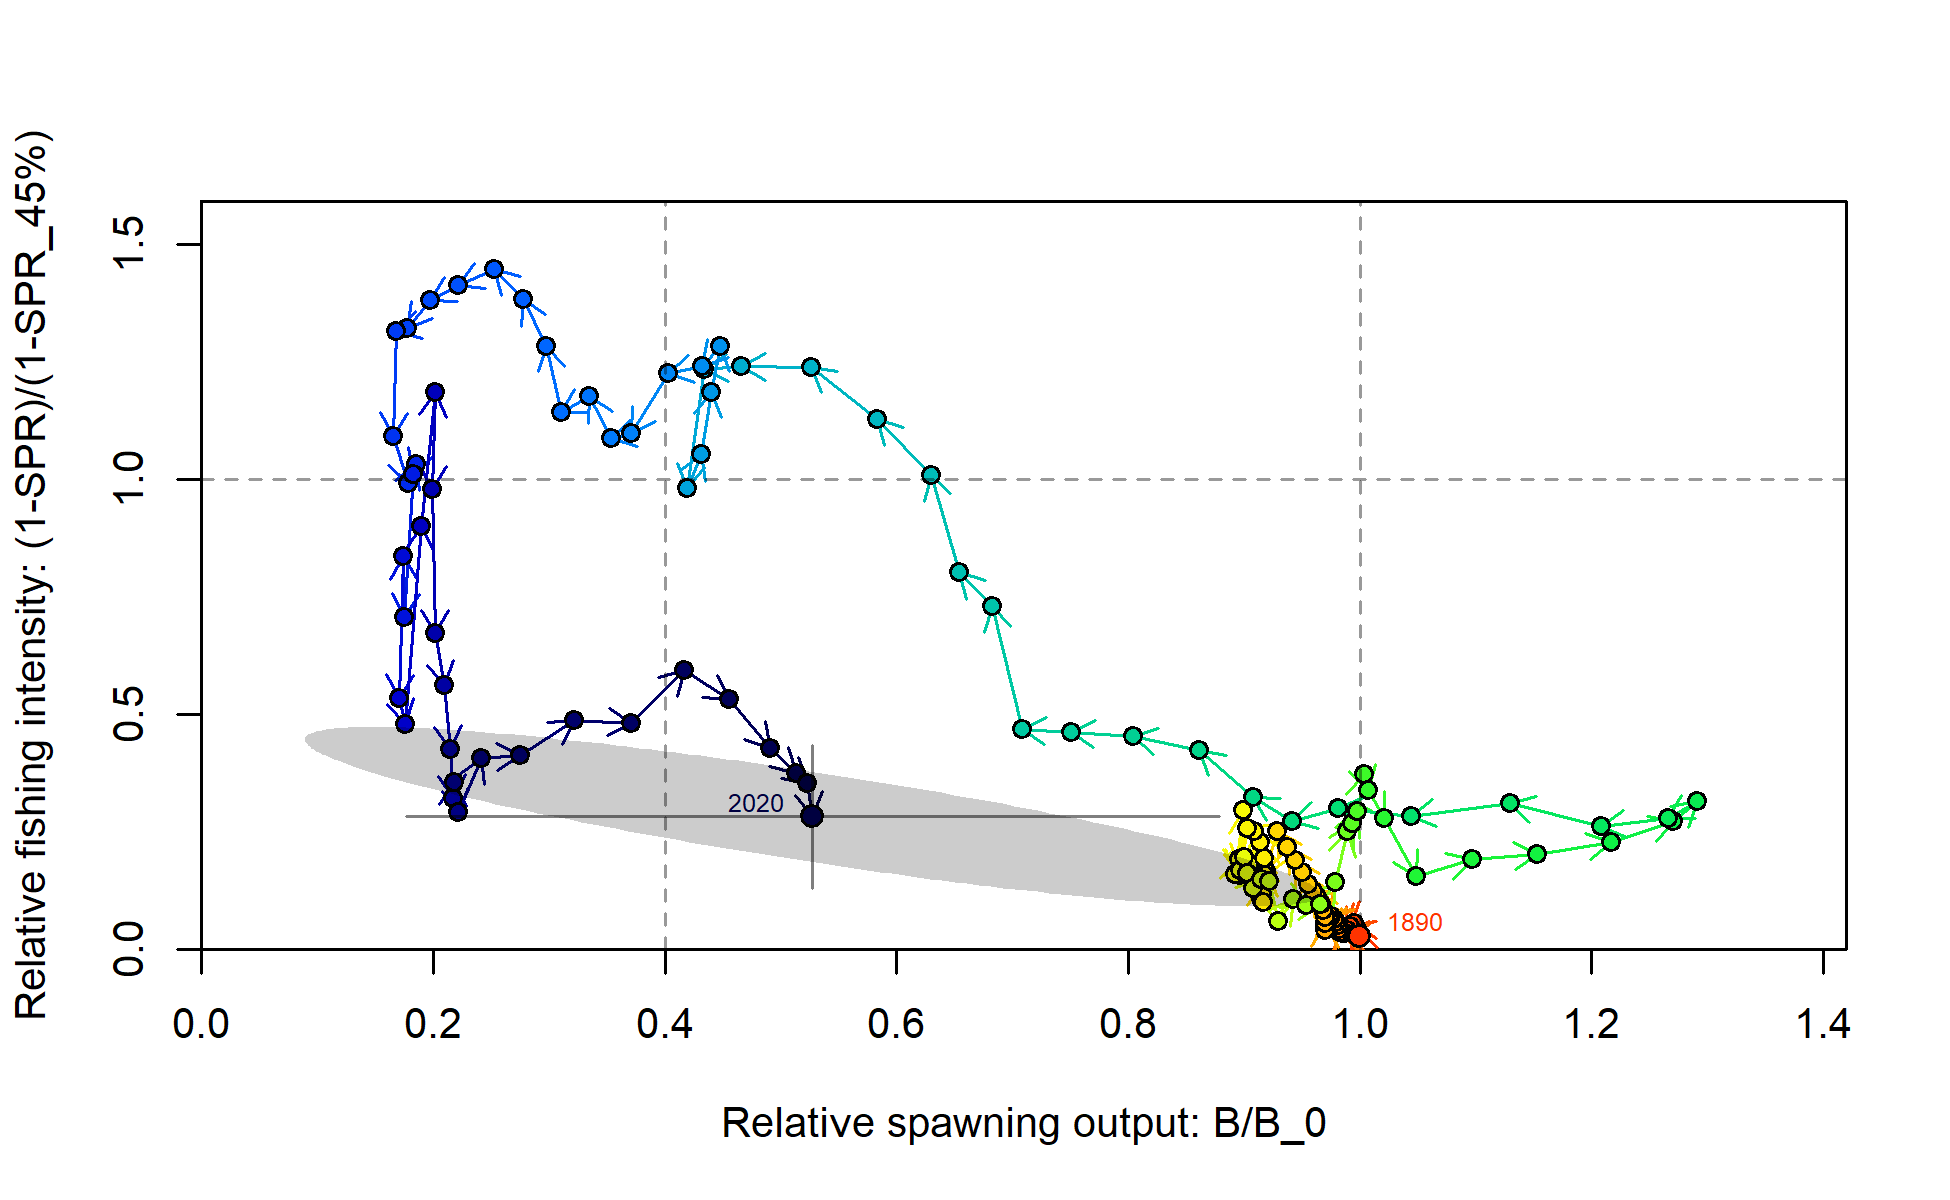 Relative fishing intensity: (1-SPR)/(1-SPR_45%)
1.5
1.0
0.5
0.0
2020
1890
0.0 0.2 0.4 0.6 0.8 1.0 1.2 1.4
Relative spawning output: B/B_0